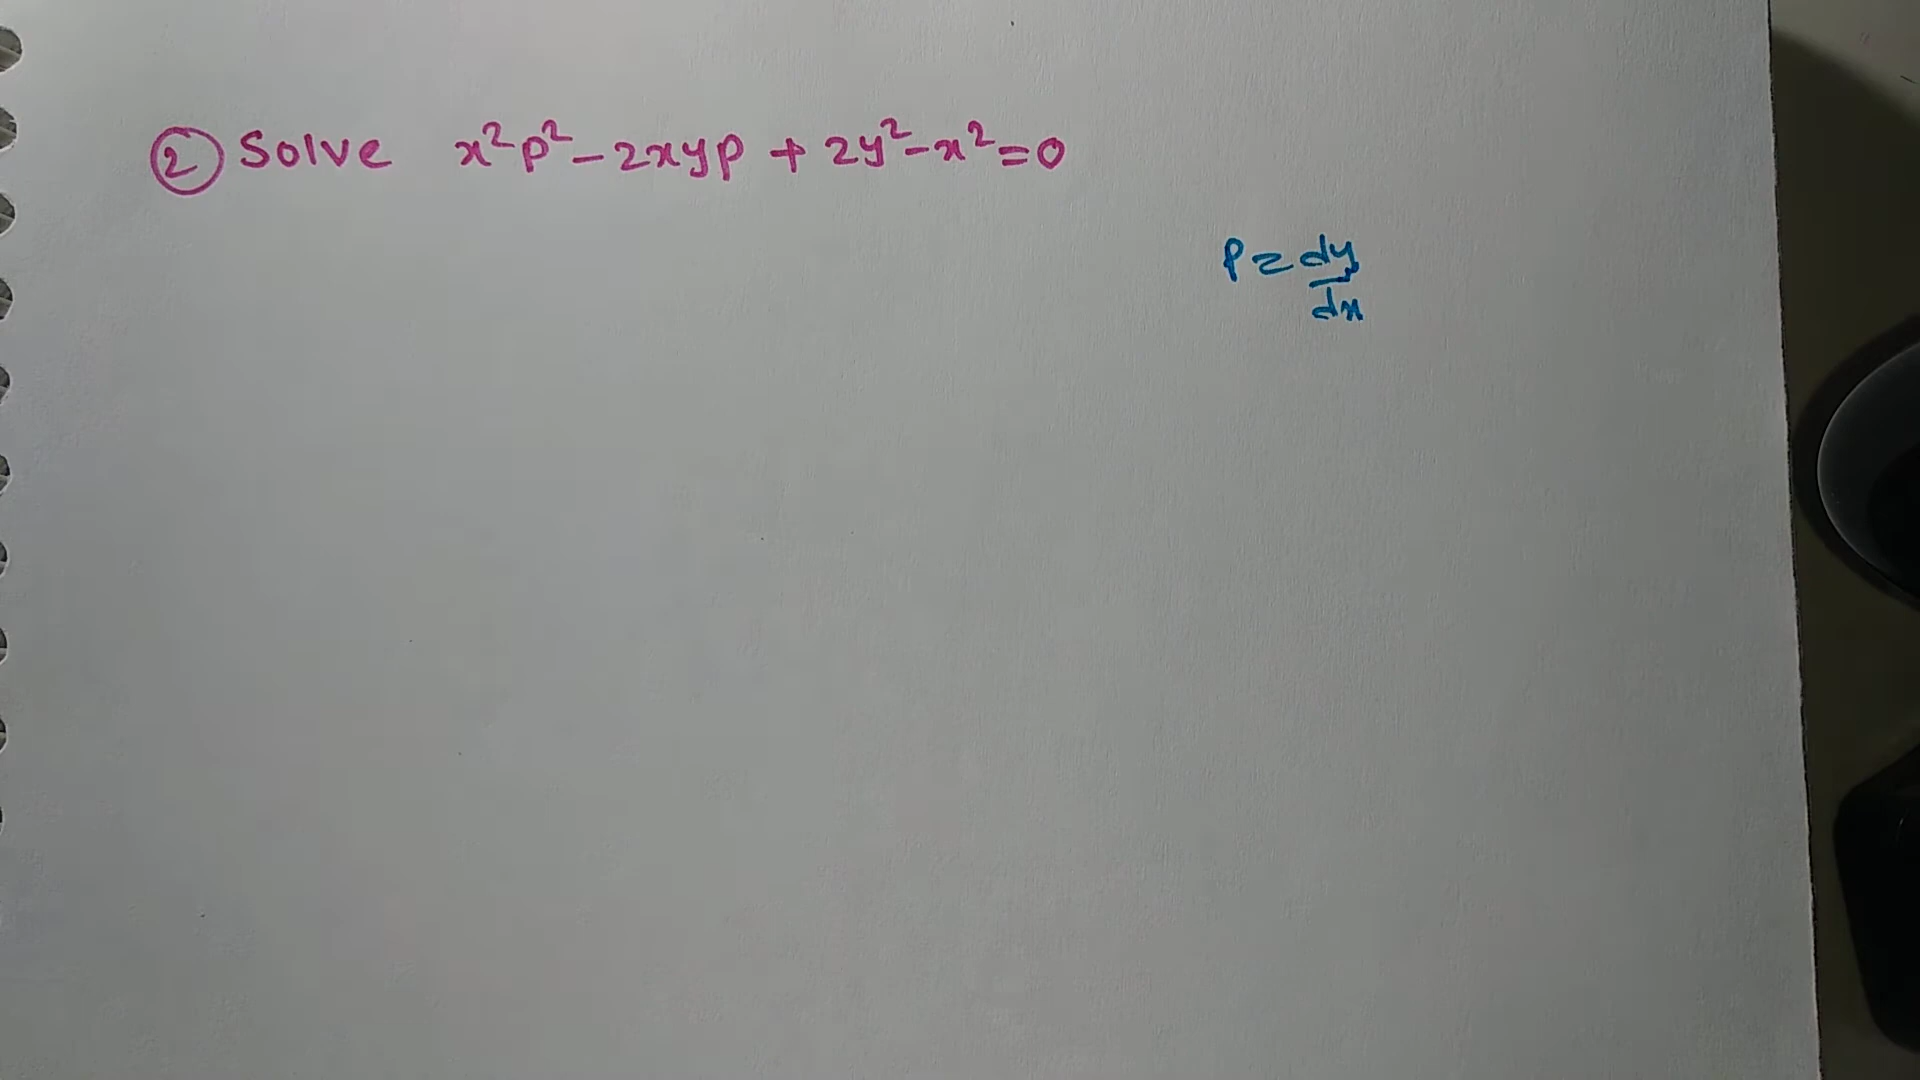 ② Solve x²p² - 2xyp + 2y² - x² = 0
p = dy/dx